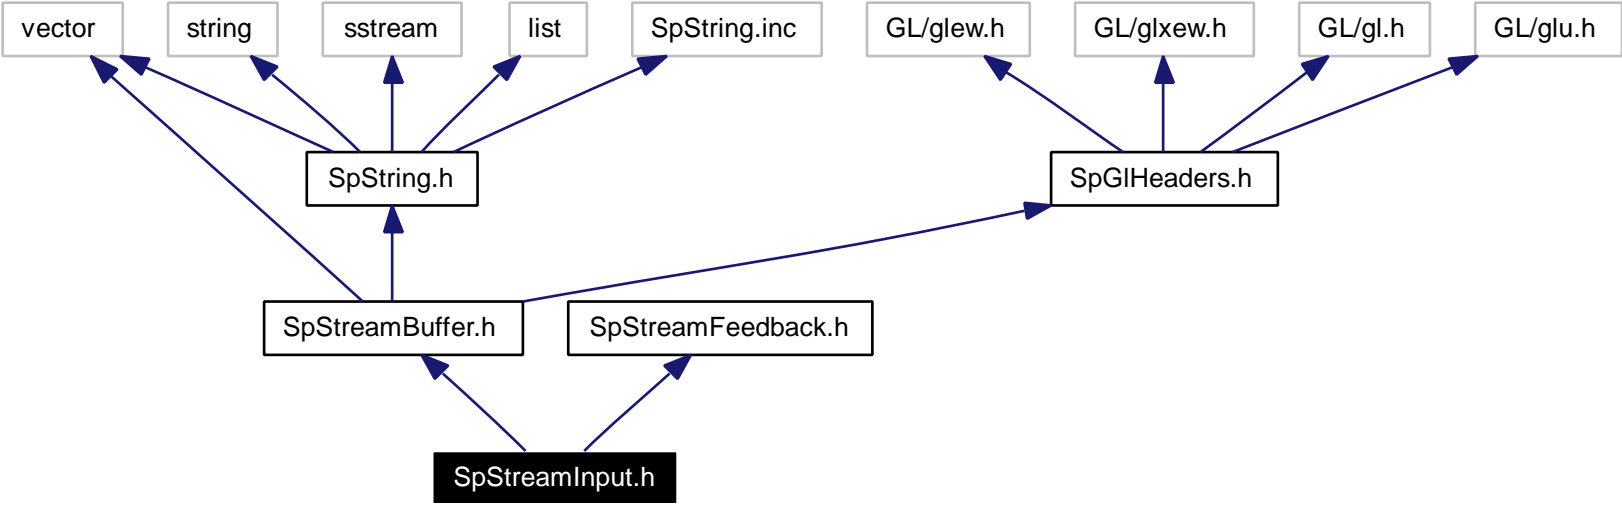 vector
string
sstream
list
SpString.inc
GL/glew.h
GL/glxew.h
GL/gl.h
GL/glu.h
SpString.h
SpGlHeaders.h
SpStreamBuffer.h
SpStreamFeedback.h
SpStreamInput.h